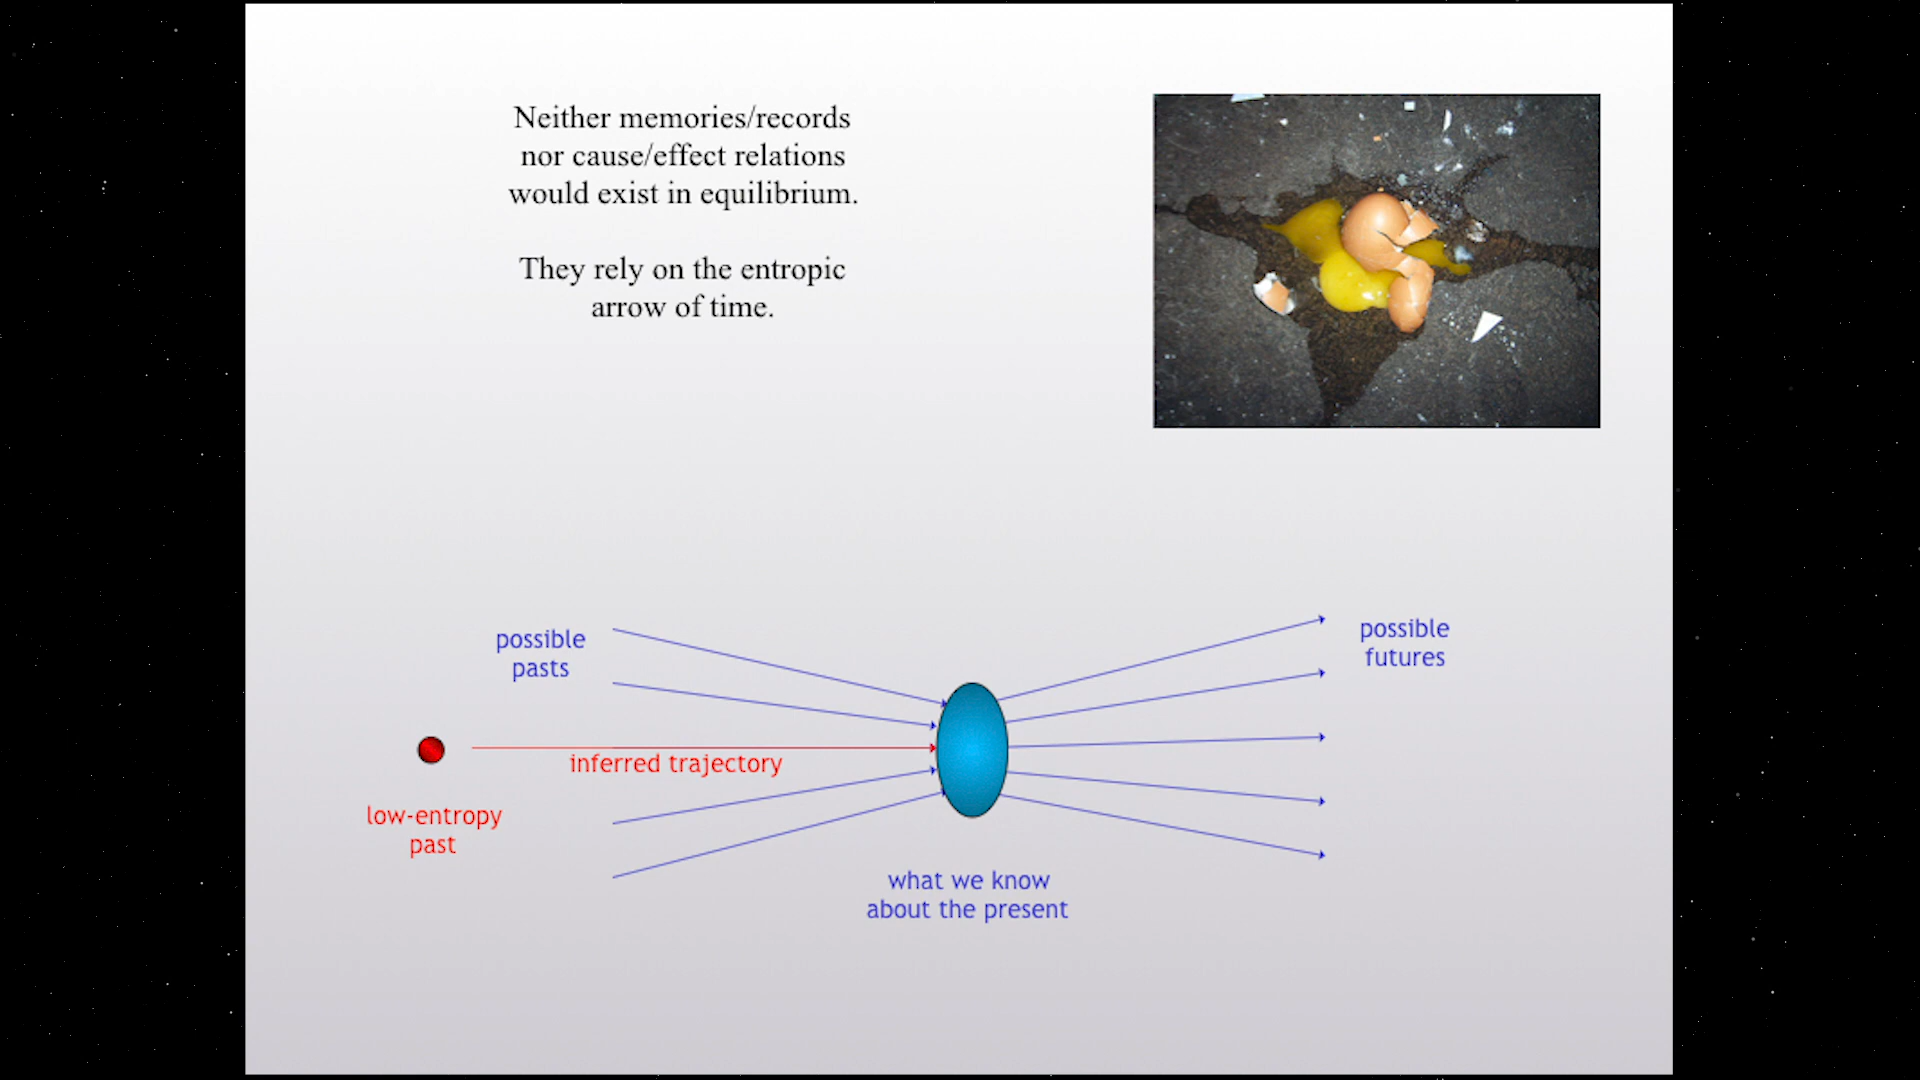 Neither memories/records
nor cause/effect relations
would exist in equilibrium.
They rely on the entropic
arrow of time.
possible
pasts
possible
futures
inferred trajectory
low-entropy
past
what we know
about the present